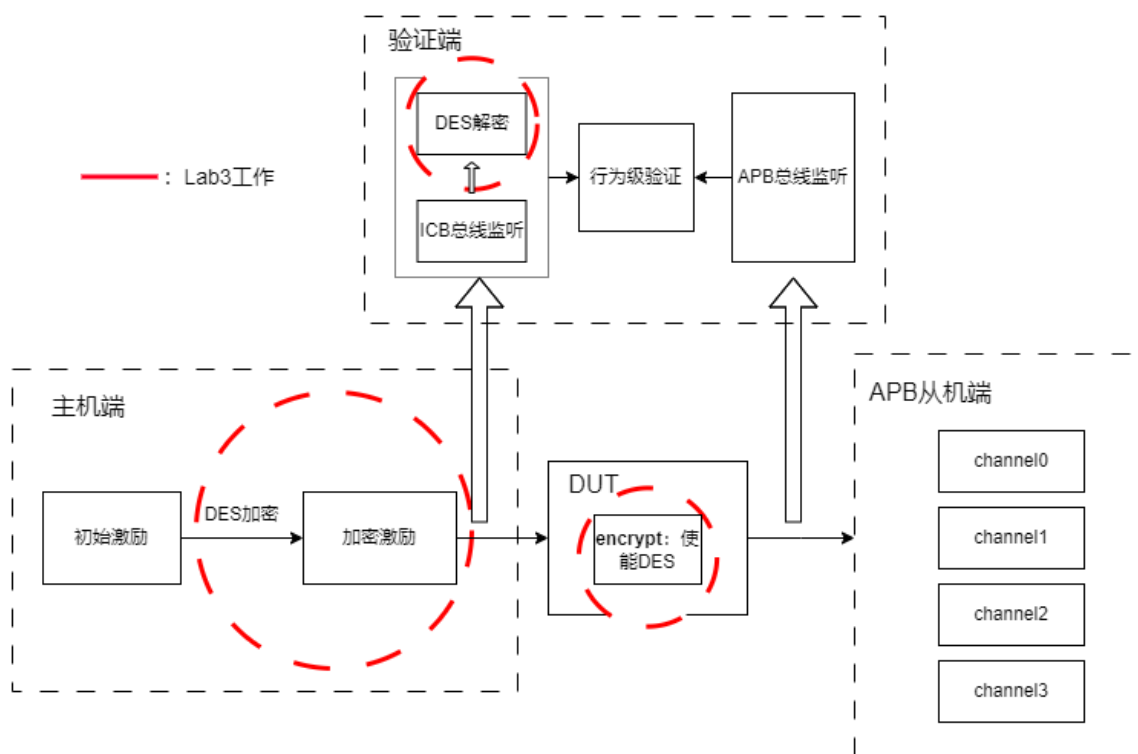 验证端
DES解密
ICB总线监听
行为级验证
APB总线监听
：Lab3工作
主机端
初始激励
DES加密
加密激励
DUT
encrypt：使
能DES
APB从机端
channel0
channel1
channel2
channel3